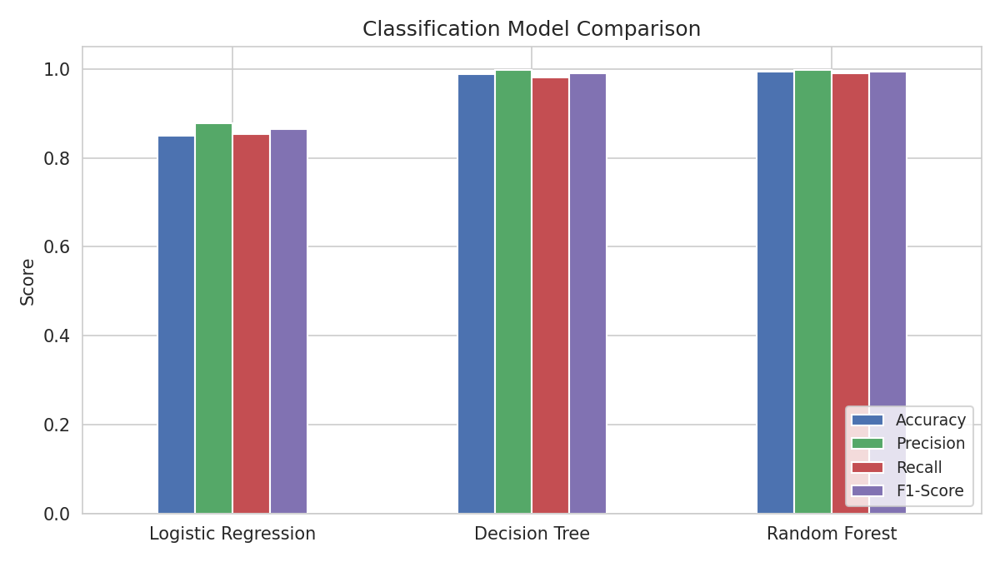 Classification Model Comparison
Score
1.0
0.8
0.6
0.4
0.2
0.0
Logistic Regression
Decision Tree
Random Forest
Accuracy
Precision
Recall
F1-Score